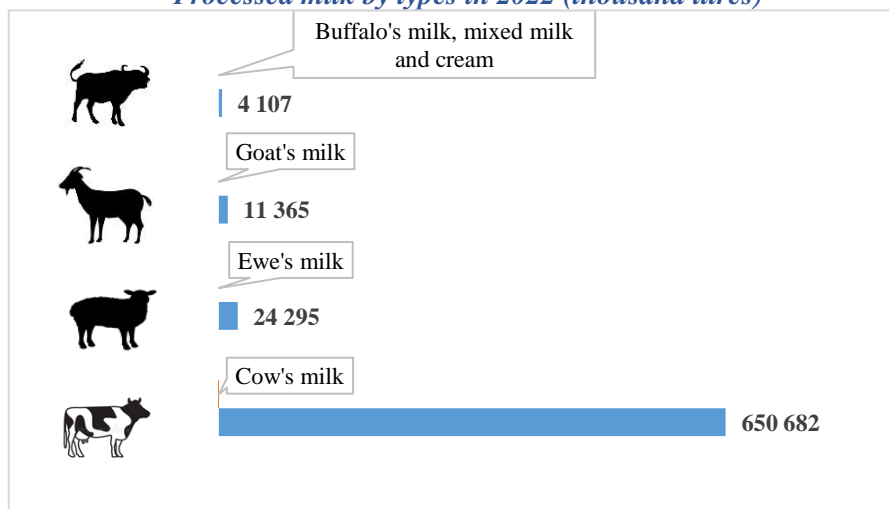 Processed milk by types in 2022 (thousand litres)
Buffalo's milk, mixed milk
and cream
4 107
Goat's milk
11 365
Ewe's milk
24 295
Cow's milk
650 682